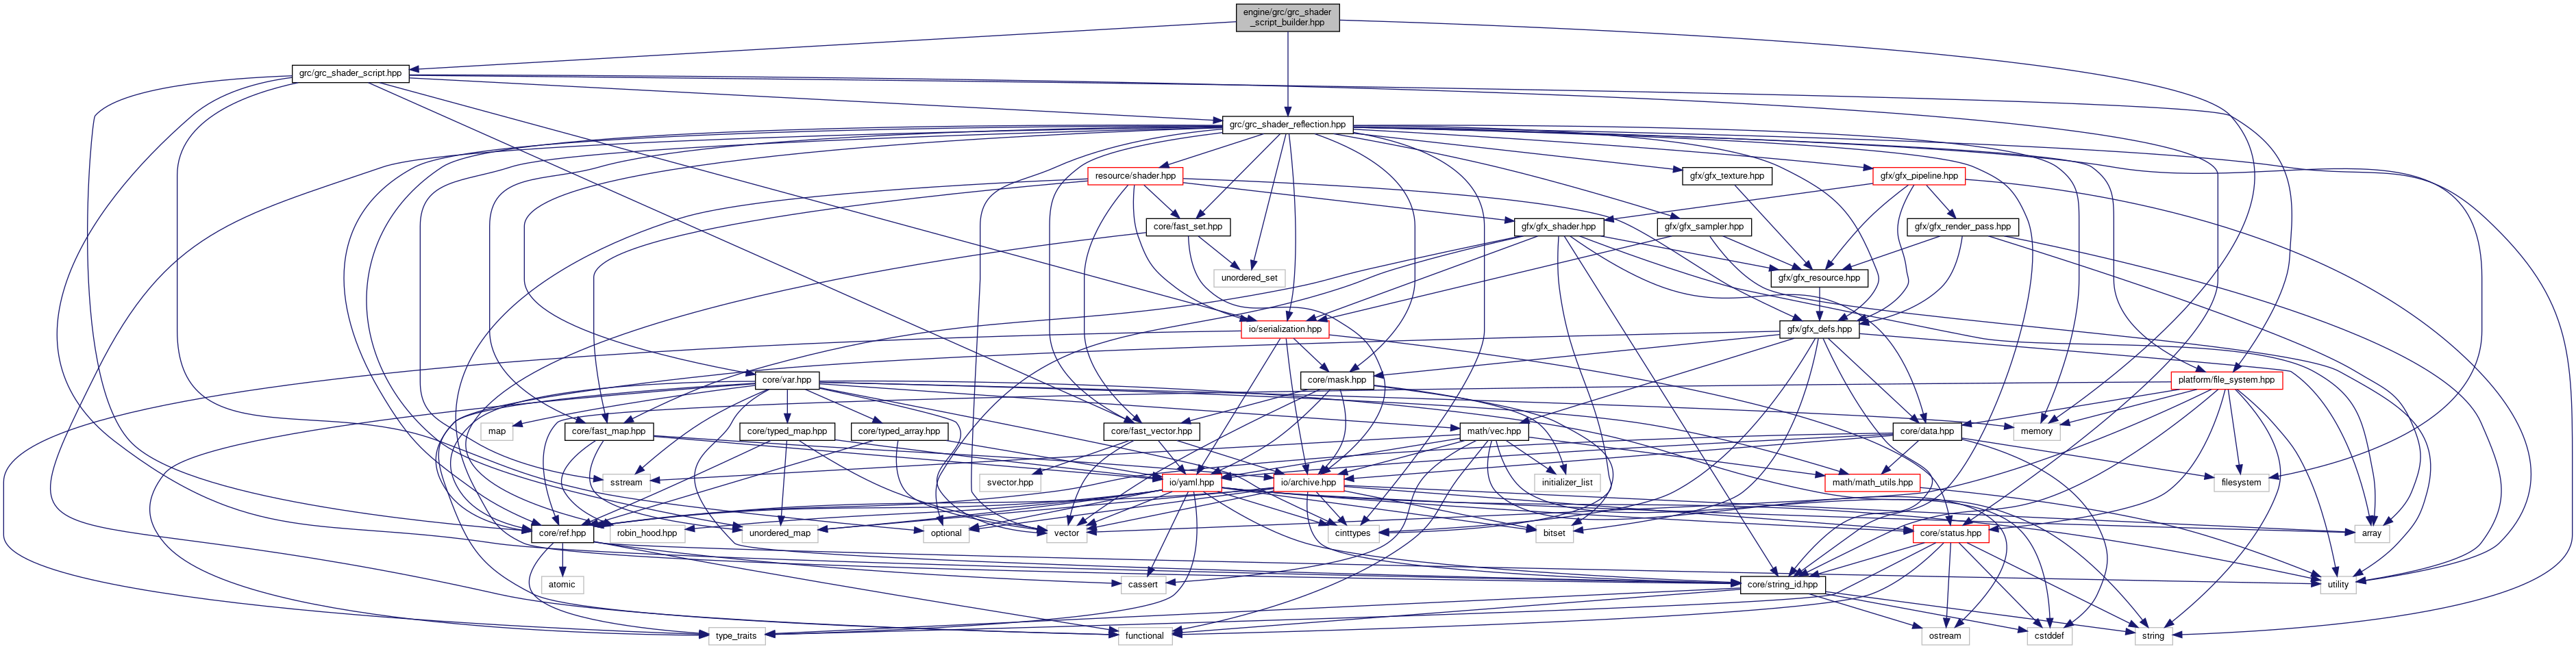 engine/grc/grc_shader
_script_builder.hpp
grc/grc_shader_script.hpp
grc/grc_shader_reflection.hpp
resource/shader.hpp
gfx/gfx_texture.hpp
gfx/gfx_pipeline.hpp
core/fast_set.hpp
gfx/gfx_shader.hpp
gfx/gfx_sampler.hpp
gfx/gfx_render_pass.hpp
unordered_set
gfx/gfx_resource.hpp
io/serialization.hpp
gfx/gfx_defs.hpp
core/var.hpp
core/mask.hpp
platform/file_system.hpp
map
core/fast_map.hpp
core/typed_map.hpp
core/typed_array.hpp
core/fast_vector.hpp
math/vec.hpp
core/data.hpp
memory
sstream
svector.hpp
io/yaml.hpp
io/archive.hpp
initializer_list
math/math_utils.hpp
filesystem
core/ref.hpp
robin_hood.hpp
unordered_map
optional
vector
cinttypes
bitset
core/status.hpp
array
atomic
cassert
core/string_id.hpp
utility
type_traits
functional
ostream
cstddef
string